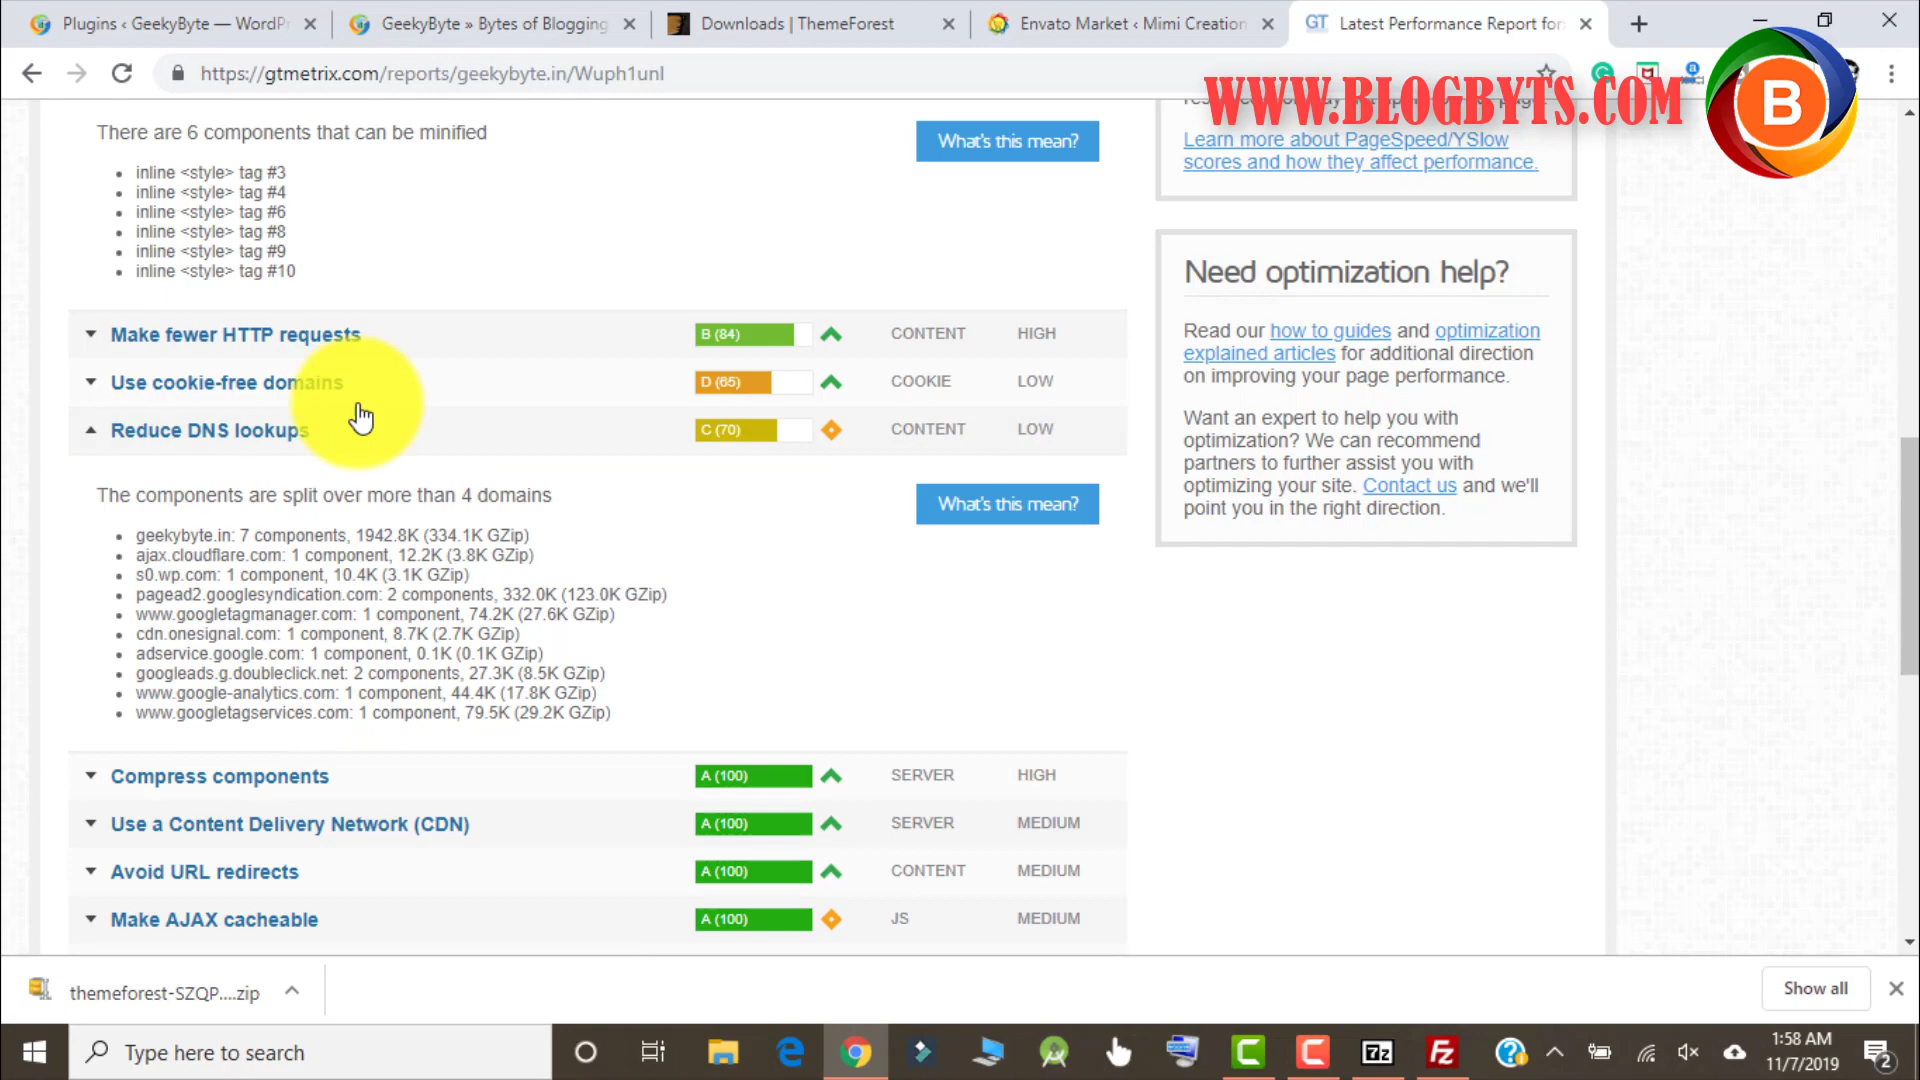 Plugins ‹ GeekyByte — WordPr
GeekyByte » Bytes of Blogging
Downloads | ThemeForest
Envato Market ‹ Mimi Creation
GT Latest Performance Report for:
https://gtmetrix.com/reports/geekybyte.in/Wuph1unl
WWW.BLOGBYTS.COM
B
There are 6 components that can be minified
What's this mean?
inline <style> tag #3
inline <style> tag #4
inline <style> tag #6
inline <style> tag #8
inline <style> tag #9
inline <style> tag #10
Learn more about PageSpeed/YSlow
scores and how they affect performance.
Make fewer HTTP requests B (84) CONTENT HIGH
Use cookie-free domains D (65) COOKIE LOW
Reduce DNS lookups C (70) CONTENT LOW
The components are split over more than 4 domains
What's this mean?
geekybyte.in: 7 components, 1942.8K (334.1K GZip)
ajax.cloudflare.com: 1 component, 12.2K (3.8K GZip)
s0.wp.com: 1 component, 10.4K (3.1K GZip)
pagead2.googlesyndication.com: 2 components, 332.0K (123.0K GZip)
www.googletagmanager.com: 1 component, 74.2K (27.6K GZip)
cdn.onesignal.com: 1 component, 8.7K (2.7K GZip)
adservice.google.com: 1 component, 0.1K (0.1K GZip)
googleads.g.doubleclick.net: 2 components, 27.3K (8.5K GZip)
www.google-analytics.com: 1 component, 44.4K (17.8K GZip)
www.googletagservices.com: 1 component, 79.5K (29.2K GZip)
Compress components A (100) SERVER HIGH
Use a Content Delivery Network (CDN) A (100) SERVER MEDIUM
Avoid URL redirects A (100) CONTENT MEDIUM
Make AJAX cacheable A (100) JS MEDIUM
Need optimization help?
Read our how to guides and optimization
explained articles for additional direction
on improving your page performance.
Want an expert to help you with
optimization? We can recommend
partners to further assist you with
optimizing your site. Contact us and we'll
point you in the right direction.
themeforest-SZQP....zip
Show all
Type here to search
7z
Fz
1:58 AM
11/7/2019
2